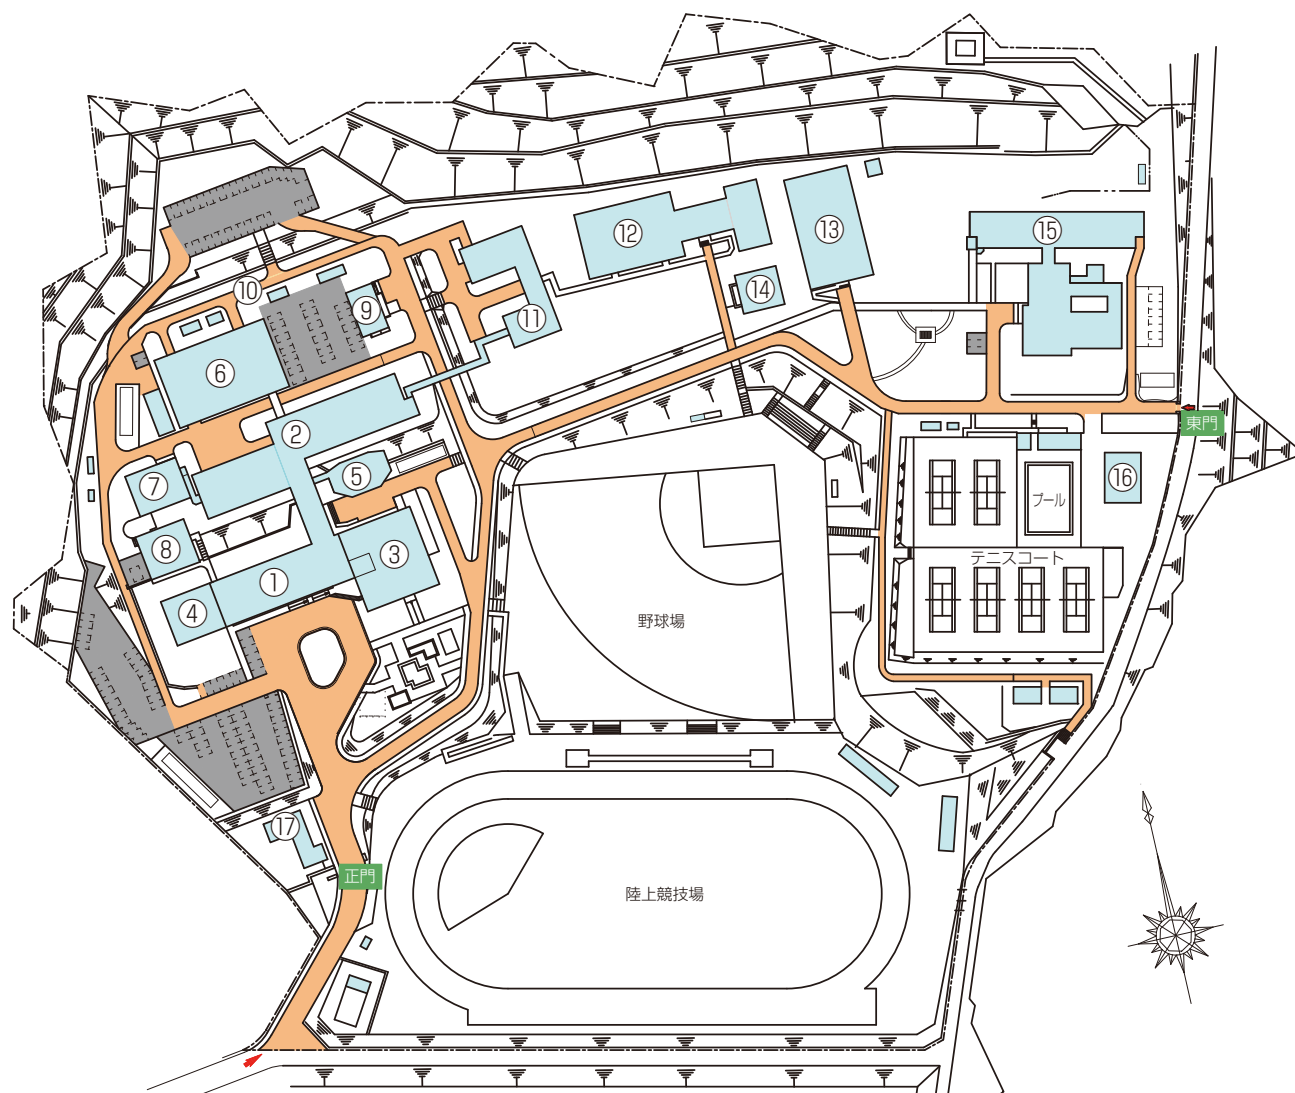 ⑫
⑬
⑮
⑭
⑩
⑨
⑪
⑥
②
東門
⑤
⑦
⑯
プール
⑧
③
テニスコート
①
④
野球場
⑰
正門
陸上競技場